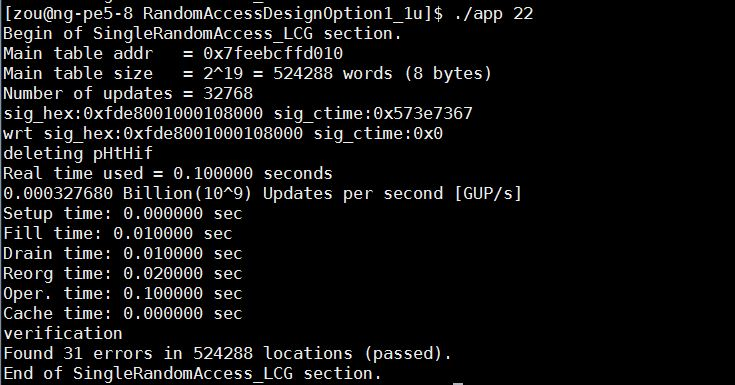 [zou@ng-pe5-8 RandomAccessDesignOption1_1u]$ ./app 22
Begin of SingleRandomAccess_LCG section.
Main table addr   = 0x7feebcffd010
Main table size   = 2^19 = 524288 words (8 bytes)
Number of updates = 32768
sig_hex:0xfde8001000108000 sig_ctime:0x573e7367
wrt sig_hex:0xfde8001000108000 sig_ctime:0x0
deleting pHtHif
Real time used = 0.100000 seconds
0.000327680 Billion(10^9) Updates per second [GUP/s]
Setup time: 0.000000 sec
Fill time: 0.010000 sec
Drain time: 0.010000 sec
Reorg time: 0.020000 sec
Oper. time: 0.100000 sec
Cache time: 0.000000 sec
verification
Found 31 errors in 524288 locations (passed).
End of SingleRandomAccess_LCG section.